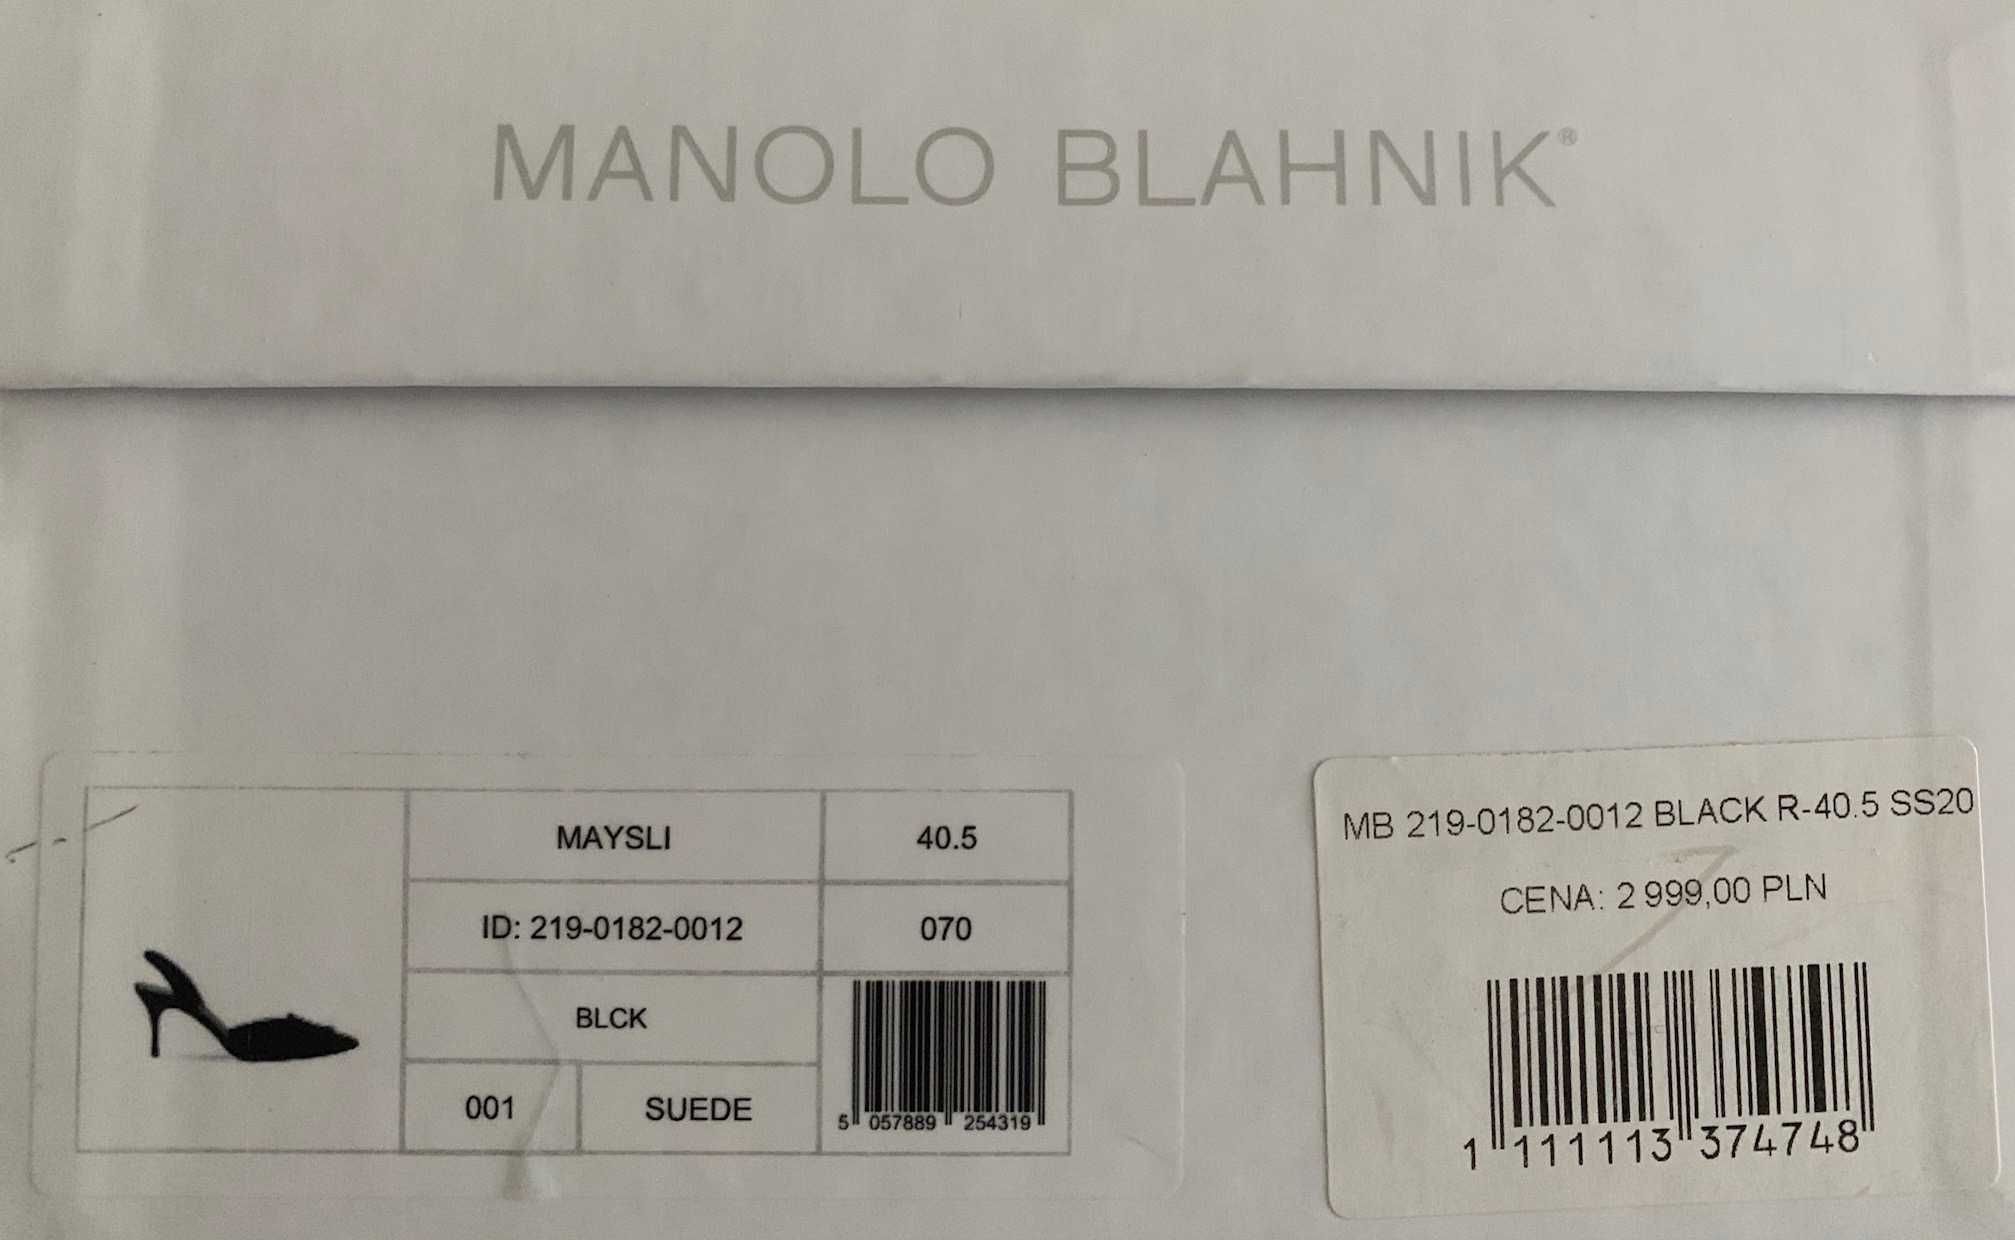 MANOLO BLAHNIK®
MAYSLI
40.5
ID: 219-0182-0012
070
BLCK
001
SUEDE
5 057889 254319
MB 219-0182-0012 BLACK R-40.5 SS20
CENA: 2 999,00 PLN
1 111113 374748